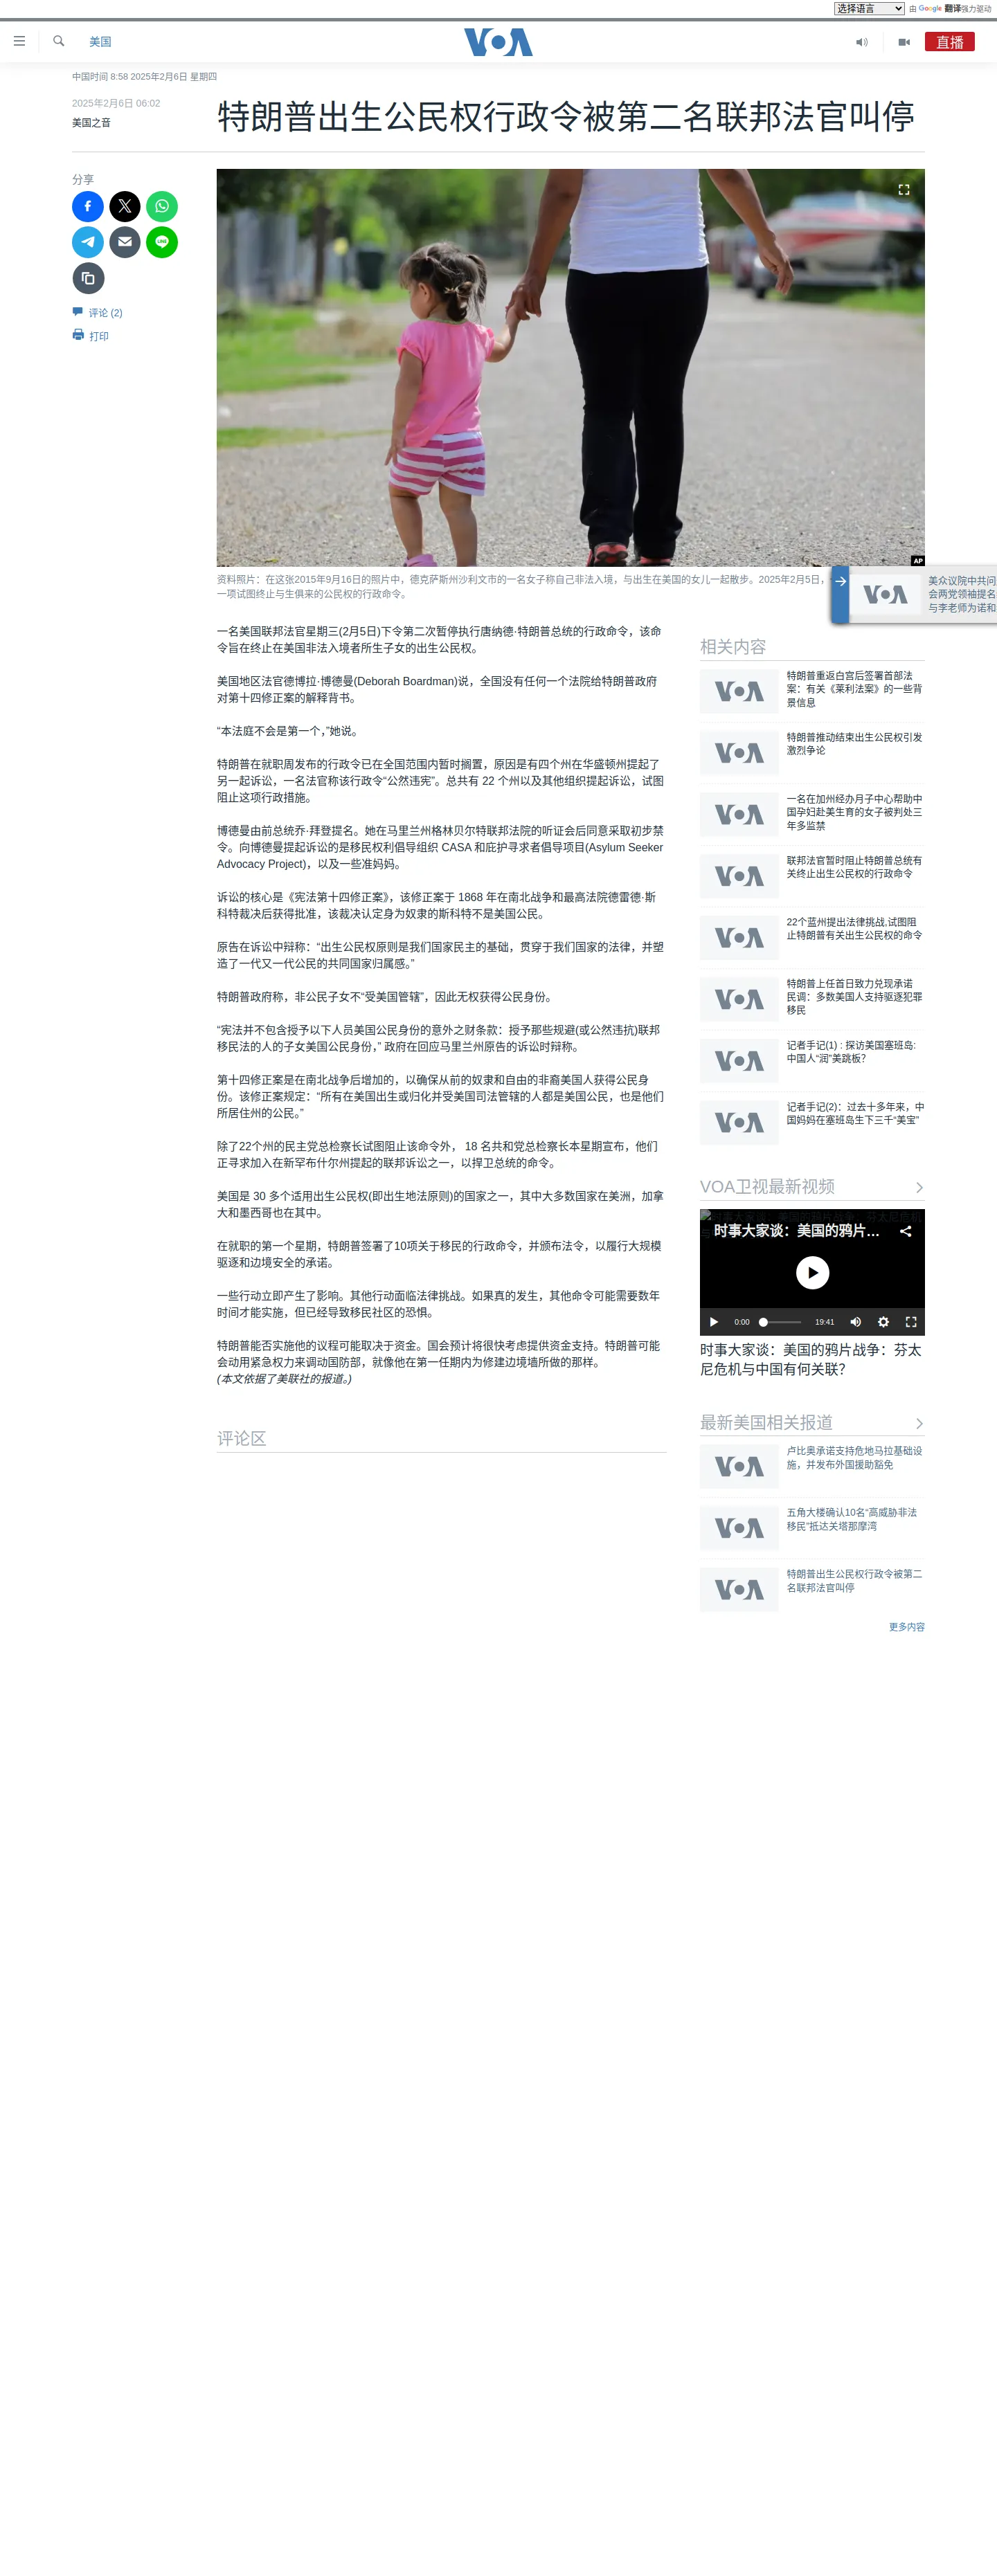 选择语言
由 Google 翻译强力驱动
美国
VOA
直播
中国时间 8:58 2025年2月6日 星期四
2025年2月6日 06:02
美国之音
特朗普出生公民权行政令被第二名联邦法官叫停
分享
评论 (2)
打印
AP
资料照片：在这张2015年9月16日的照片中，德克萨斯州沙利文市的一名女子称自己非法入境，与出生在美国的女儿一起散步。2025年2月5日，
一项试图终止与生俱来的公民权的行政命令。
VOA
美众议院中共问
会两党领袖提名
与李老师为诺和
一名美国联邦法官星期三(2月5日)下令第二次暂停执行唐纳德·特朗普总统的行政命令，该命
令旨在终止在美国非法入境者所生子女的出生公民权。
美国地区法官德博拉·博德曼(Deborah Boardman)说，全国没有任何一个法院给特朗普政府
对第十四修正案的解释背书。
“本法庭不会是第一个，”她说。
特朗普在就职周发布的行政令已在全国范围内暂时搁置，原因是有四个州在华盛顿州提起了
另一起诉讼，一名法官称该行政令“公然违宪”。总共有 22 个州以及其他组织提起诉讼，试图
阻止这项行政措施。
博德曼由前总统乔·拜登提名。她在马里兰州格林贝尔特联邦法院的听证会后同意采取初步禁
令。向博德曼提起诉讼的是移民权利倡导组织 CASA 和庇护寻求者倡导项目(Asylum Seeker
Advocacy Project)，以及一些准妈妈。
诉讼的核心是《宪法第十四修正案》，该修正案于 1868 年在南北战争和最高法院德雷德·斯
科特裁决后获得批准，该裁决认定身为奴隶的斯科特不是美国公民。
原告在诉讼中辩称：“出生公民权原则是我们国家民主的基础，贯穿于我们国家的法律，并塑
造了一代又一代公民的共同国家归属感。”
特朗普政府称，非公民子女不“受美国管辖”，因此无权获得公民身份。
“宪法并不包含授予以下人员美国公民身份的意外之财条款：授予那些规避(或公然违抗)联邦
移民法的人的子女美国公民身份，” 政府在回应马里兰州原告的诉讼时辩称。
第十四修正案是在南北战争后增加的，以确保从前的奴隶和自由的非裔美国人获得公民身
份。该修正案规定：“所有在美国出生或归化并受美国司法管辖的人都是美国公民，也是他们
所居住州的公民。”
除了22个州的民主党总检察长试图阻止该命令外， 18 名共和党总检察长本星期宣布，他们
正寻求加入在新罕布什尔州提起的联邦诉讼之一，以捍卫总统的命令。
美国是 30 多个适用出生公民权(即出生地法原则)的国家之一，其中大多数国家在美洲，加拿
大和墨西哥也在其中。
在就职的第一个星期，特朗普签署了10项关于移民的行政命令，并颁布法令，以履行大规模
驱逐和边境安全的承诺。
一些行动立即产生了影响。其他行动面临法律挑战。如果真的发生，其他命令可能需要数年
时间才能实施，但已经导致移民社区的恐惧。
特朗普能否实施他的议程可能取决于资金。国会预计将很快考虑提供资金支持。特朗普可能
会动用紧急权力来调动国防部，就像他在第一任期内为修建边境墙所做的那样。
(本文依据了美联社的报道。)
评论区
相关内容
VOA
特朗普重返白宫后签署首部法
案：有关《莱利法案》的一些背
景信息
VOA
特朗普推动结束出生公民权引发
激烈争论
VOA
一名在加州经办月子中心帮助中
国孕妇赴美生育的女子被判处三
年多监禁
VOA
联邦法官暂时阻止特朗普总统有
关终止出生公民权的行政命令
VOA
22个蓝州提出法律挑战,试图阻
止特朗普有关出生公民权的命令
VOA
特朗普上任首日致力兑现承诺
民调：多数美国人支持驱逐犯罪
移民
VOA
记者手记(1) : 探访美国塞班岛:
中国人“润”美跳板？
VOA
记者手记(2)：过去十多年来，中
国妈妈在塞班岛生下三千“美宝”
VOA卫视最新视频
时事大家谈：美国的鸦片...
0:00
19:41
时事大家谈：美国的鸦片战争：芬太
尼危机与中国有何关联？
最新美国相关报道
VOA
卢比奥承诺支持危地马拉基础设
施，并发布外国援助豁免
VOA
五角大楼确认10名“高威胁非法
移民”抵达关塔那摩湾
VOA
特朗普出生公民权行政令被第二
名联邦法官叫停
更多内容